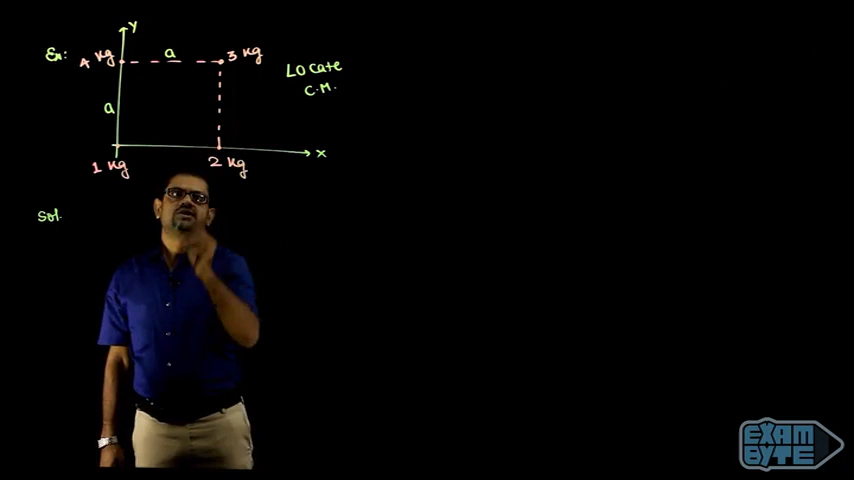 Y
Ex: 4 kg a 3 kg
Locate
C.M.
a
X
1 kg 2 kg
Sol.
EXAM
BYTE